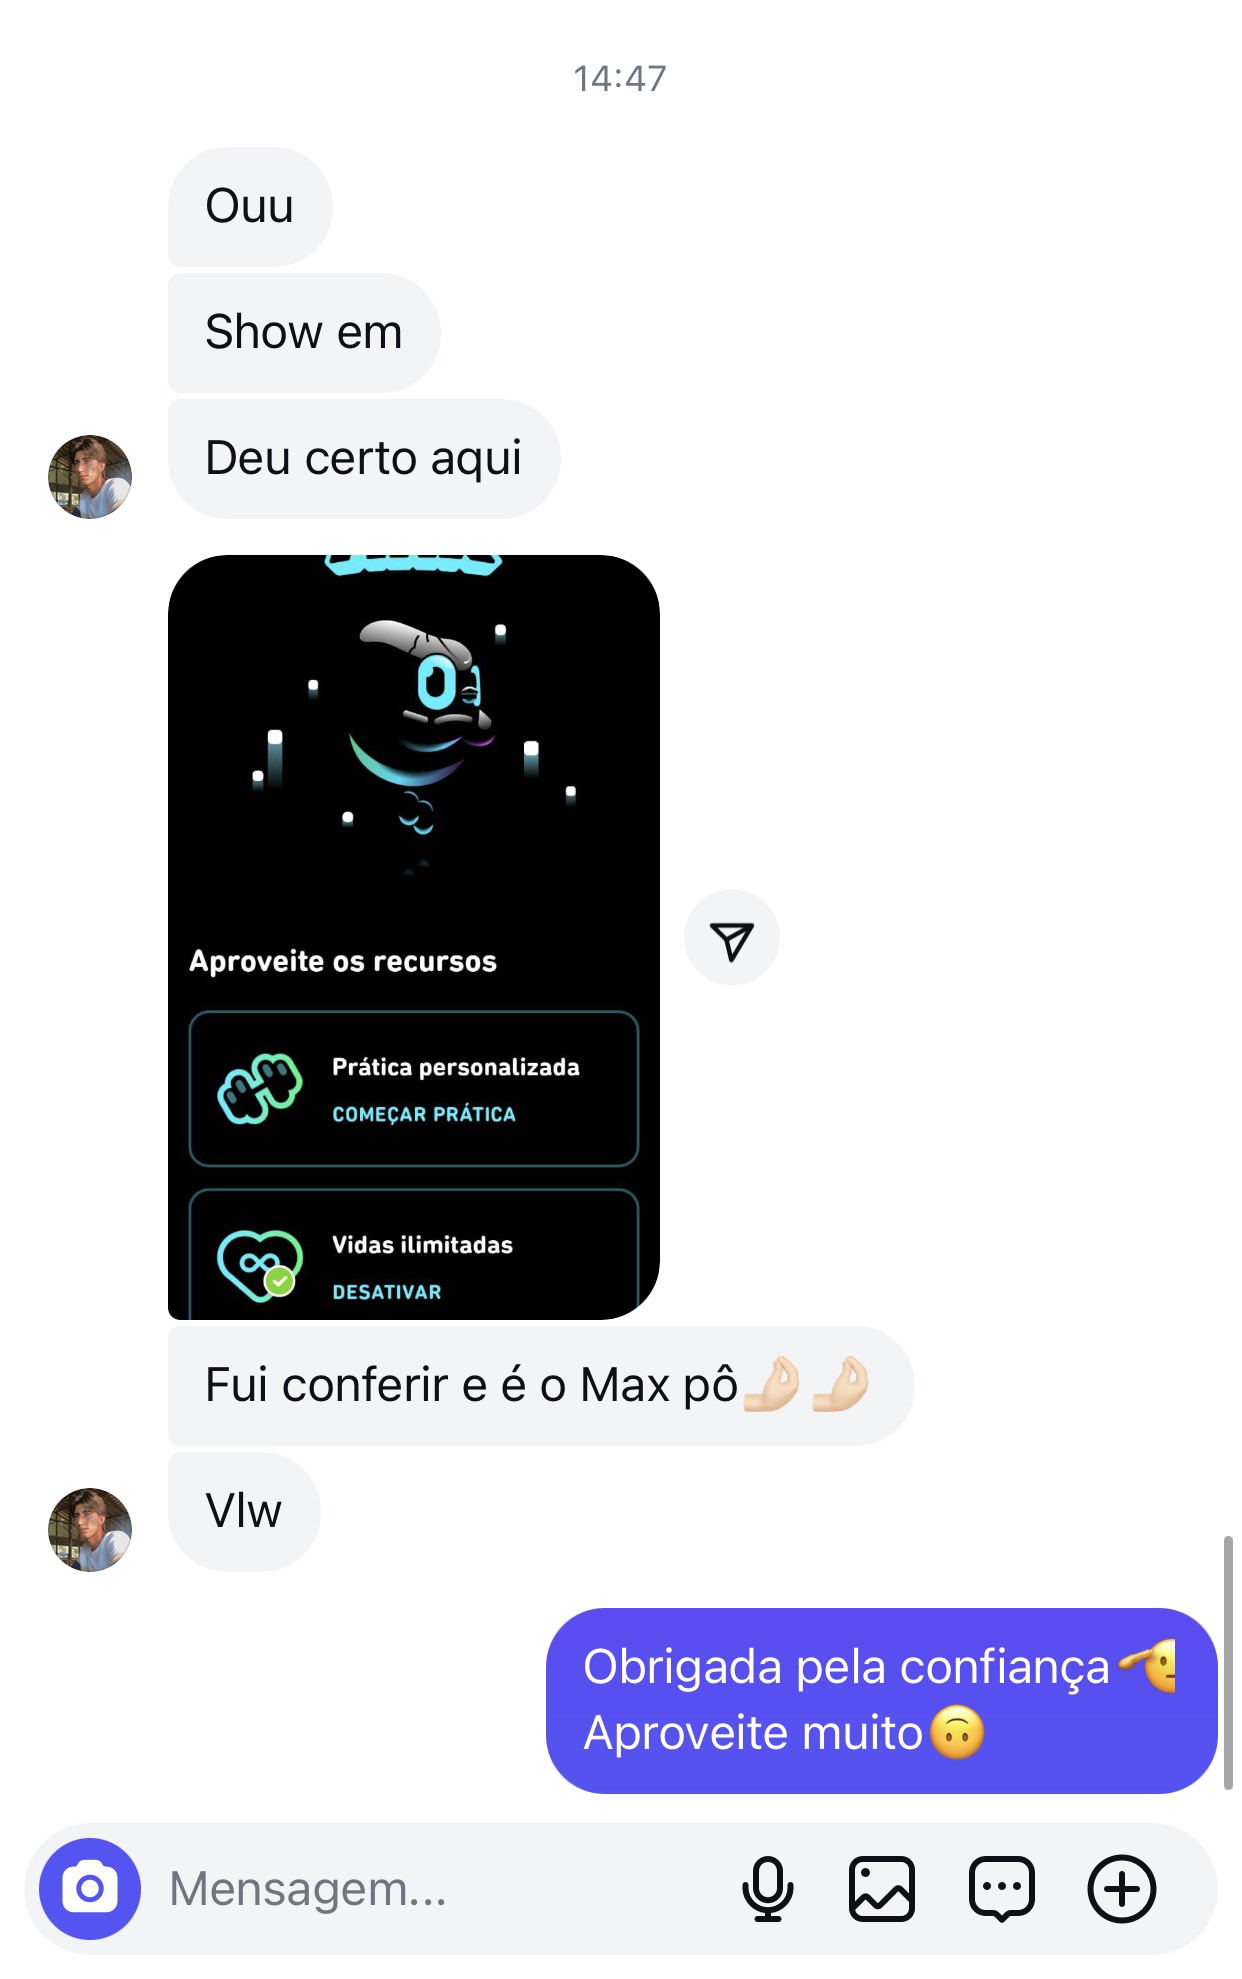 14:47
Ouu
Show em
Deu certo aqui
Aproveite os recursos
Prática personalizada
COMEÇAR PRÁTICA
Vidas ilimitadas
DESATIVAR
Fui conferir e é o Max pô🤌🏻🤌🏻
Vlw
Obrigada pela confiança🫡
Aproveite muito🙃
Mensagem...